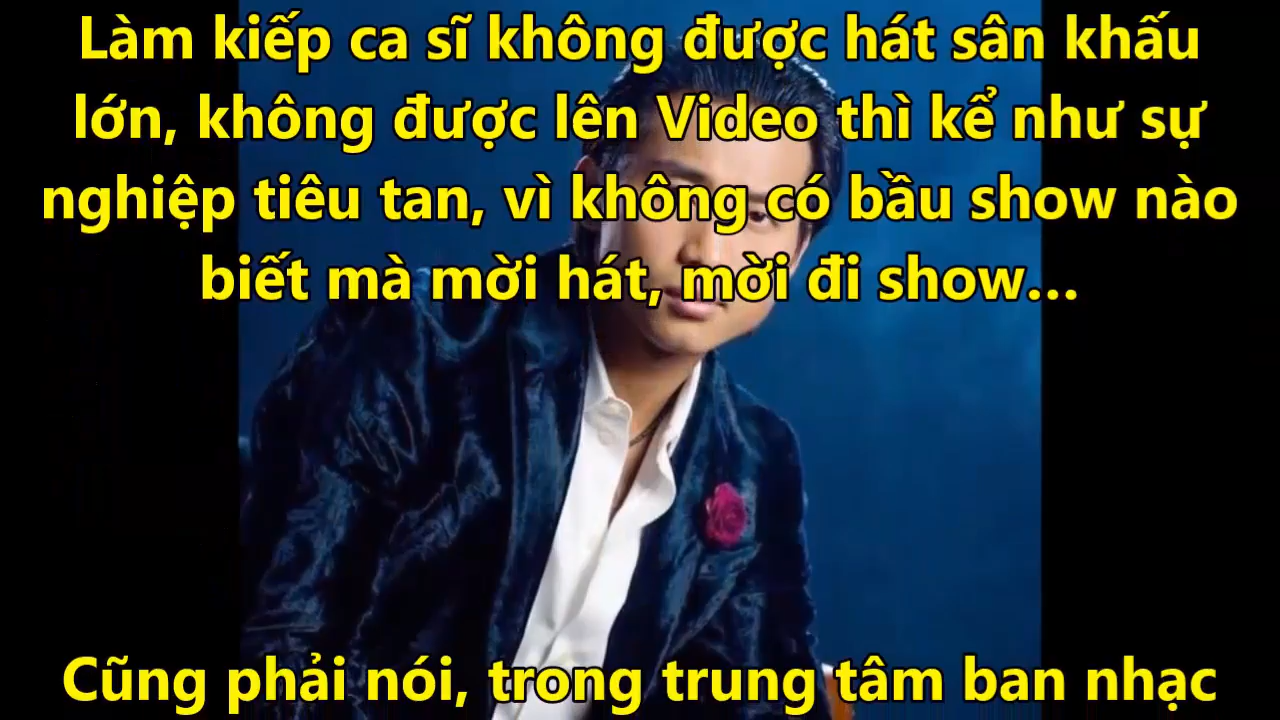 Làm kiếp ca sĩ không được hát sân khấu
lớn, không được lên Video thì kể như sự
nghiệp tiêu tan, vì không có bầu show nào
biết mà mời hát, mời đi show...
Cũng phải nói, trong trung tâm ban nhạc